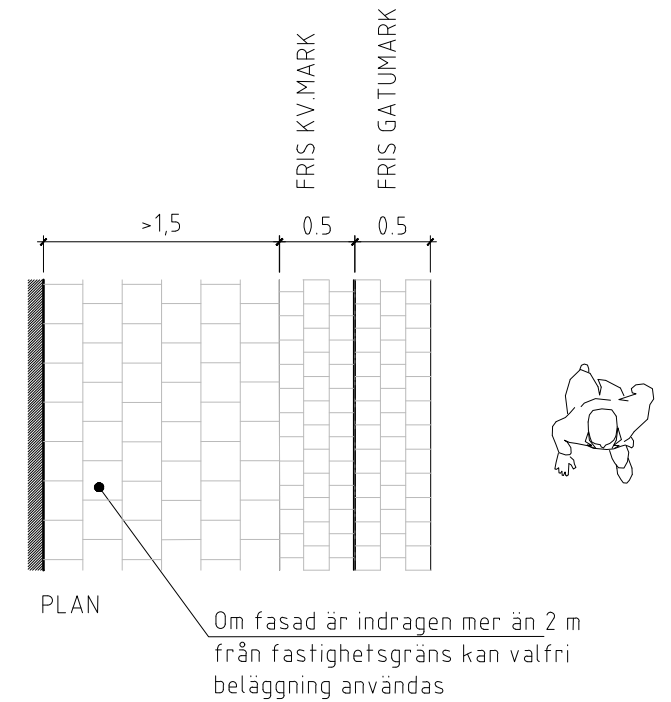 FRIS KV.MARK
FRIS GATUMARK
>1,5
0.5
0.5
PLAN
Om fasad är indragen mer än 2 m
från fastighetsgräns kan valfri
beläggning användas